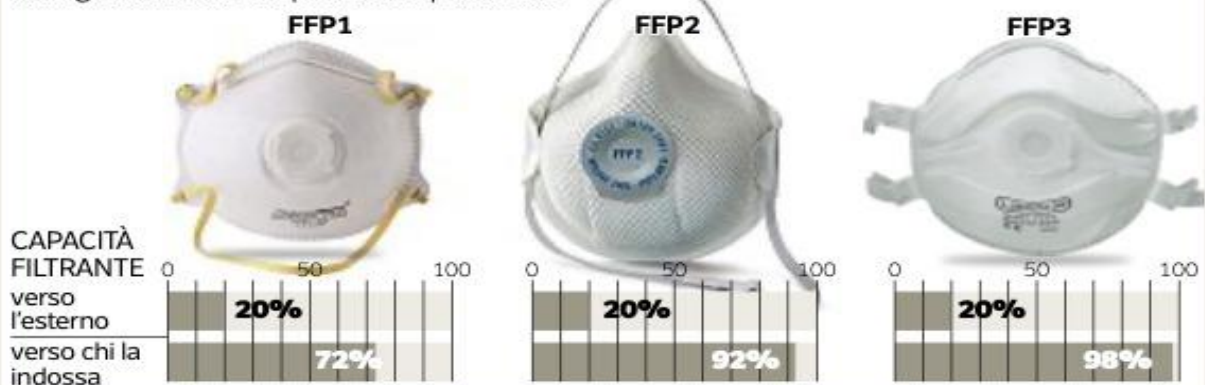 FFP1 FFP2 FFP3
FFP2
CAPACITÀ
FILTRANTE 0 50 100 0 50 100 0 50 100
verso
l'esterno 20% 20% 20%
verso chi la
indossa 72% 92% 98%